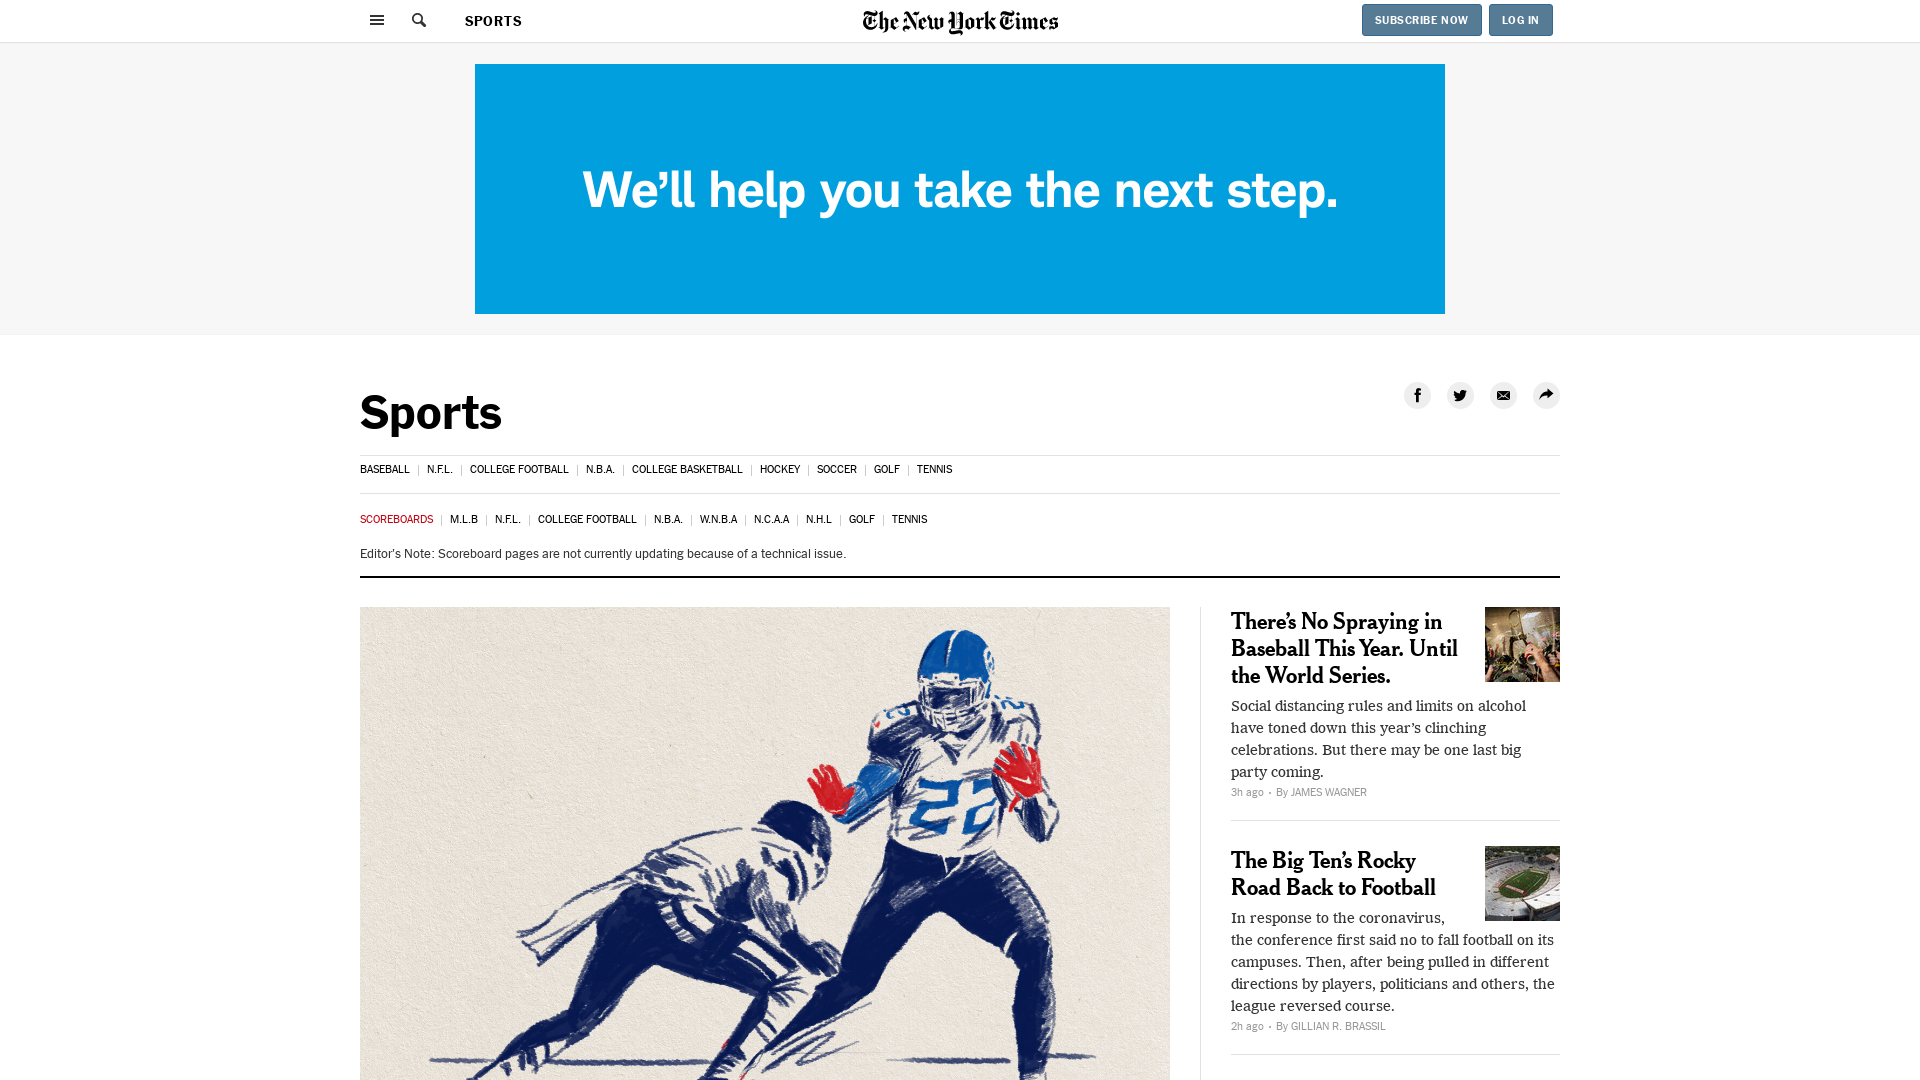 SPORTS
The New York Times
SUBSCRIBE NOW
LOG IN
We'll help you take the next step.
Sports
BASEBALL | N.F.L. | COLLEGE FOOTBALL | N.B.A. | COLLEGE BASKETBALL | HOCKEY | SOCCER | GOLF | TENNIS
SCOREBOARDS | M.L.B | N.F.L. | COLLEGE FOOTBALL | N.B.A. | W.N.B.A | N.C.A.A | N.H.L | GOLF | TENNIS
Editor's Note: Scoreboard pages are not currently updating because of a technical issue.
22
22
22
There’s No Spraying in
Baseball This Year. Until
the World Series.
Social distancing rules and limits on alcohol
have toned down this year’s clinching
celebrations. But there may be one last big
party coming.
3h ago • By JAMES WAGNER
The Big Ten’s Rocky
Road Back to Football
In response to the coronavirus,
the conference first said no to fall football on its
campuses. Then, after being pulled in different
directions by players, politicians and others, the
league reversed course.
2h ago • By GILLIAN R. BRASSIL